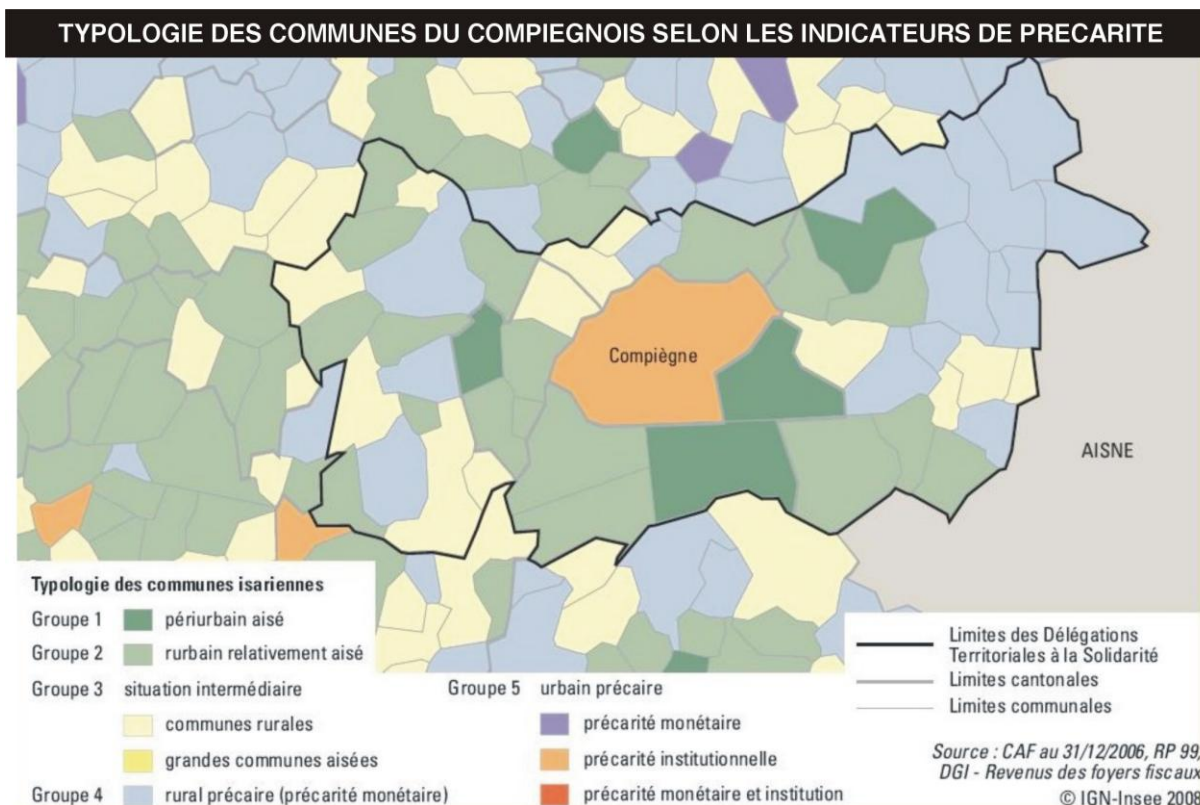 TYPOLOGIE DES COMMUNES DU COMPIEGNOIS SELON LES INDICATEURS DE PRECARITE
Compiègne
AISNE
Typologie des communes isariennes
Groupe 1 périurbain aisé
Groupe 2 rurbain relativement aisé
Groupe 3 situation intermédiaire
communes rurales
grandes communes aisées
Groupe 4 rural précaire (précarité monétaire)
Groupe 5 urbain précaire
précarité monétaire
précarité institutionnelle
précarité monétaire et institution
Limites des Délégations
Territoriales à la Solidarité
Limites cantonales
Limites communales
Source : CAF au 31/12/2006, RP 99,
DGI - Revenus des foyers fiscaux
© IGN-Insee 2008